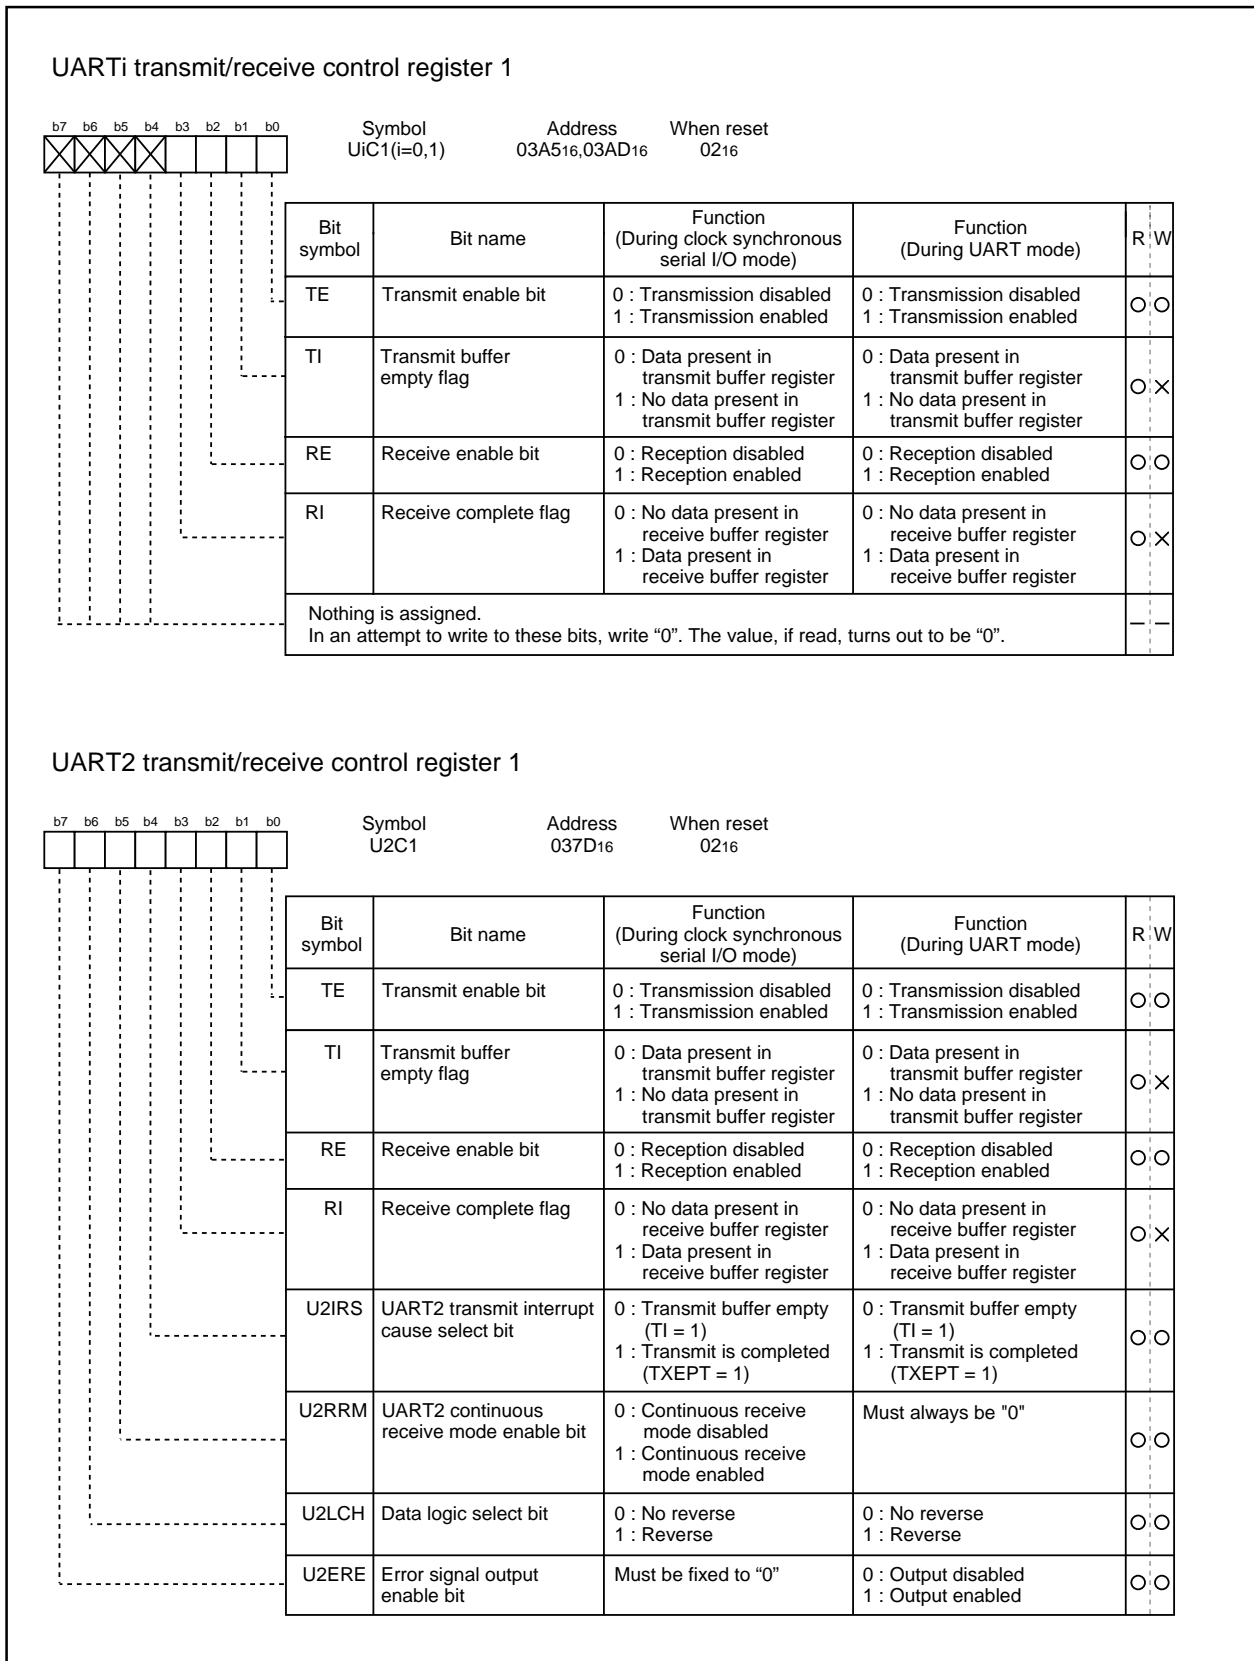 UARTi transmit/receive control register 1
b7 b6 b5 b4 b3 b2 b1 b0
Symbol Address When reset
UiC1(i=0,1) 03A516,03AD16 0216
Bit symbol Bit name Function (During clock synchronous serial I/O mode) Function (During UART mode) R W
TE Transmit enable bit 0 : Transmission disabled 0 : Transmission disabled
1 : Transmission enabled 1 : Transmission enabled
TI Transmit buffer 0 : Data present in 0 : Data present in
empty flag transmit buffer register transmit buffer register
1 : No data present in 1 : No data present in
transmit buffer register transmit buffer register
RE Receive enable bit 0 : Reception disabled 0 : Reception disabled
1 : Reception enabled 1 : Reception enabled
RI Receive complete flag 0 : No data present in 0 : No data present in
receive buffer register receive buffer register
1 : Data present in 1 : Data present in
receive buffer register receive buffer register
Nothing is assigned.
In an attempt to write to these bits, write “0”. The value, if read, turns out to be “0”.
UART2 transmit/receive control register 1
b7 b6 b5 b4 b3 b2 b1 b0
Symbol Address When reset
U2C1 037D16 0216
Bit symbol Bit name Function (During clock synchronous serial I/O mode) Function (During UART mode) R W
TE Transmit enable bit 0 : Transmission disabled 0 : Transmission disabled
1 : Transmission enabled 1 : Transmission enabled
TI Transmit buffer 0 : Data present in 0 : Data present in
empty flag transmit buffer register transmit buffer register
1 : No data present in 1 : No data present in
transmit buffer register transmit buffer register
RE Receive enable bit 0 : Reception disabled 0 : Reception disabled
1 : Reception enabled 1 : Reception enabled
RI Receive complete flag 0 : No data present in 0 : No data present in
receive buffer register receive buffer register
1 : Data present in 1 : Data present in
receive buffer register receive buffer register
U2IRS UART2 transmit interrupt 0 : Transmit buffer empty 0 : Transmit buffer empty
cause select bit (TI = 1) (TI = 1)
1 : Transmit is completed 1 : Transmit is completed
(TXEPT = 1) (TXEPT = 1)
U2RRM UART2 continuous 0 : Continuous receive Must always be "0"
receive mode enable bit mode disabled
1 : Continuous receive
mode enabled
U2LCH Data logic select bit 0 : No reverse 0 : No reverse
1 : Reverse 1 : Reverse
U2ERE Error signal output Must be fixed to “0” 0 : Output disabled
enable bit 1 : Output enabled